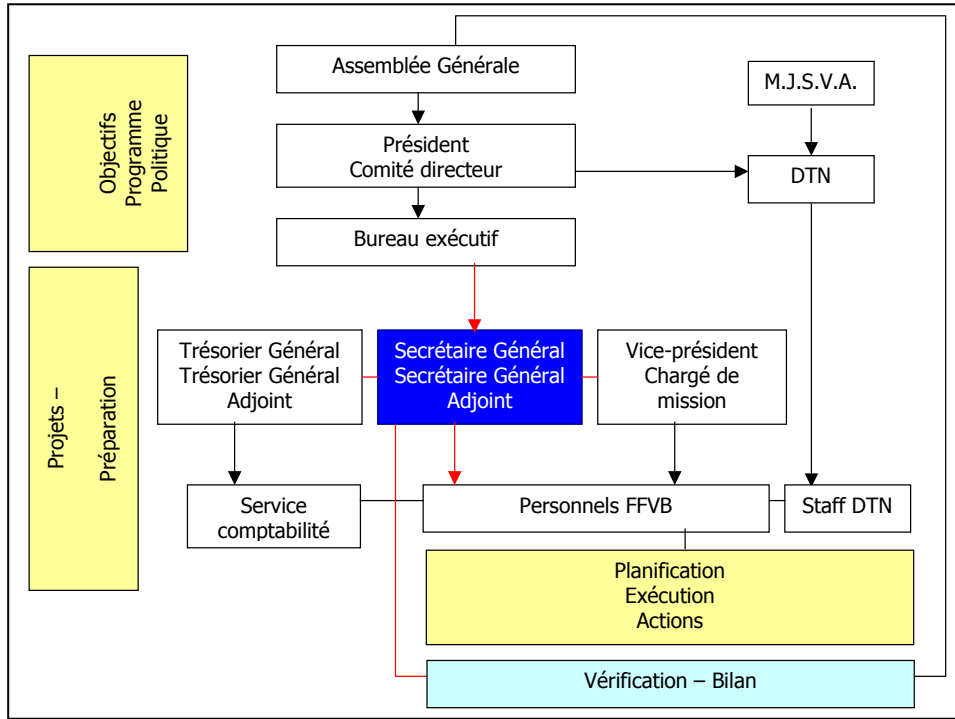 Assemblée Générale
M.J.S.V.A.
Objectifs
Programme
Politique
Président
Comité directeur
DTN
Bureau exécutif
Projets –
Préparation
Trésorier Général
Trésorier Général
Adjoint
Secrétaire Général
Secrétaire Général
Adjoint
Vice-président
Chargé de
mission
Service
comptabilité
Personnels FFVB
Staff DTN
Planification
Exécution
Actions
Vérification – Bilan